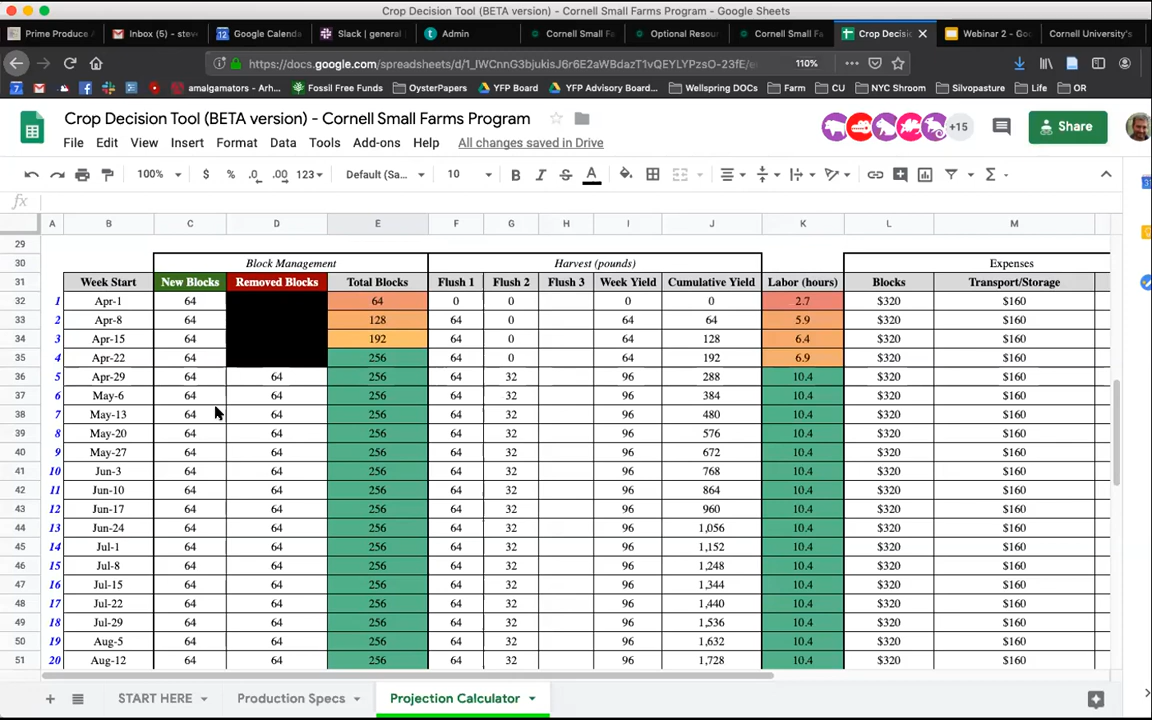 Crop Decision Tool (BETA version) - Cornell Small Farms Program - Google Sheets
Prime Produce A Inbox (5) - stev Google Calenda Slack | general Admin Cornell Small Fa Optional Resour Cornell Small Fa Crop Decisi Webinar 2 - Goo Cornell University's
110%
amalgamators - Arh... Fossil Free Funds OysterPapers YFP Board YFP Advisory Board... Wellspring DOCs Farm CU NYC Shroom Silvopasture Life OR
Crop Decision Tool (BETA version) - Cornell Small Farms Program +15 Share
File Edit View Insert Format Data Tools Add-ons Help All changes saved in Drive
100% $ % .0 .00 123 Default (Sa... 10 B I S A
fx
A B C D E F G H I J K L M
29
30 Block Management Harvest (pounds) Expenses
31 Week Start New Blocks Removed Blocks Total Blocks Flush 1 Flush 2 Flush 3 Week Yield Cumulative Yield Labor (hours) Blocks Transport/Storage
32 1 Apr-1 64 64 0 0 0 0 2.7 $320 $160
33 2 Apr-8 64 128 64 0 64 64 5.9 $320 $160
34 3 Apr-15 64 192 64 0 64 128 6.4 $320 $160
35 4 Apr-22 64 256 64 0 64 192 6.9 $320 $160
36 5 Apr-29 64 64 256 64 32 96 288 10.4 $320 $160
37 6 May-6 64 64 256 64 32 96 384 10.4 $320 $160
38 7 May-13 64 64 256 64 32 96 480 10.4 $320 $160
39 8 May-20 64 64 256 64 32 96 576 10.4 $320 $160
40 9 May-27 64 64 256 64 32 96 672 10.4 $320 $160
41 10 Jun-3 64 64 256 64 32 96 768 10.4 $320 $160
42 11 Jun-10 64 64 256 64 32 96 864 10.4 $320 $160
43 12 Jun-17 64 64 256 64 32 96 960 10.4 $320 $160
44 13 Jun-24 64 64 256 64 32 96 1,056 10.4 $320 $160
45 14 Jul-1 64 64 256 64 32 96 1,152 10.4 $320 $160
46 15 Jul-8 64 64 256 64 32 96 1,248 10.4 $320 $160
47 16 Jul-15 64 64 256 64 32 96 1,344 10.4 $320 $160
48 17 Jul-22 64 64 256 64 32 96 1,440 10.4 $320 $160
49 18 Jul-29 64 64 256 64 32 96 1,536 10.4 $320 $160
50 19 Aug-5 64 64 256 64 32 96 1,632 10.4 $320 $160
51 20 Aug-12 64 64 256 64 32 96 1,728 10.4 $320 $160
START HERE Production Specs Projection Calculator